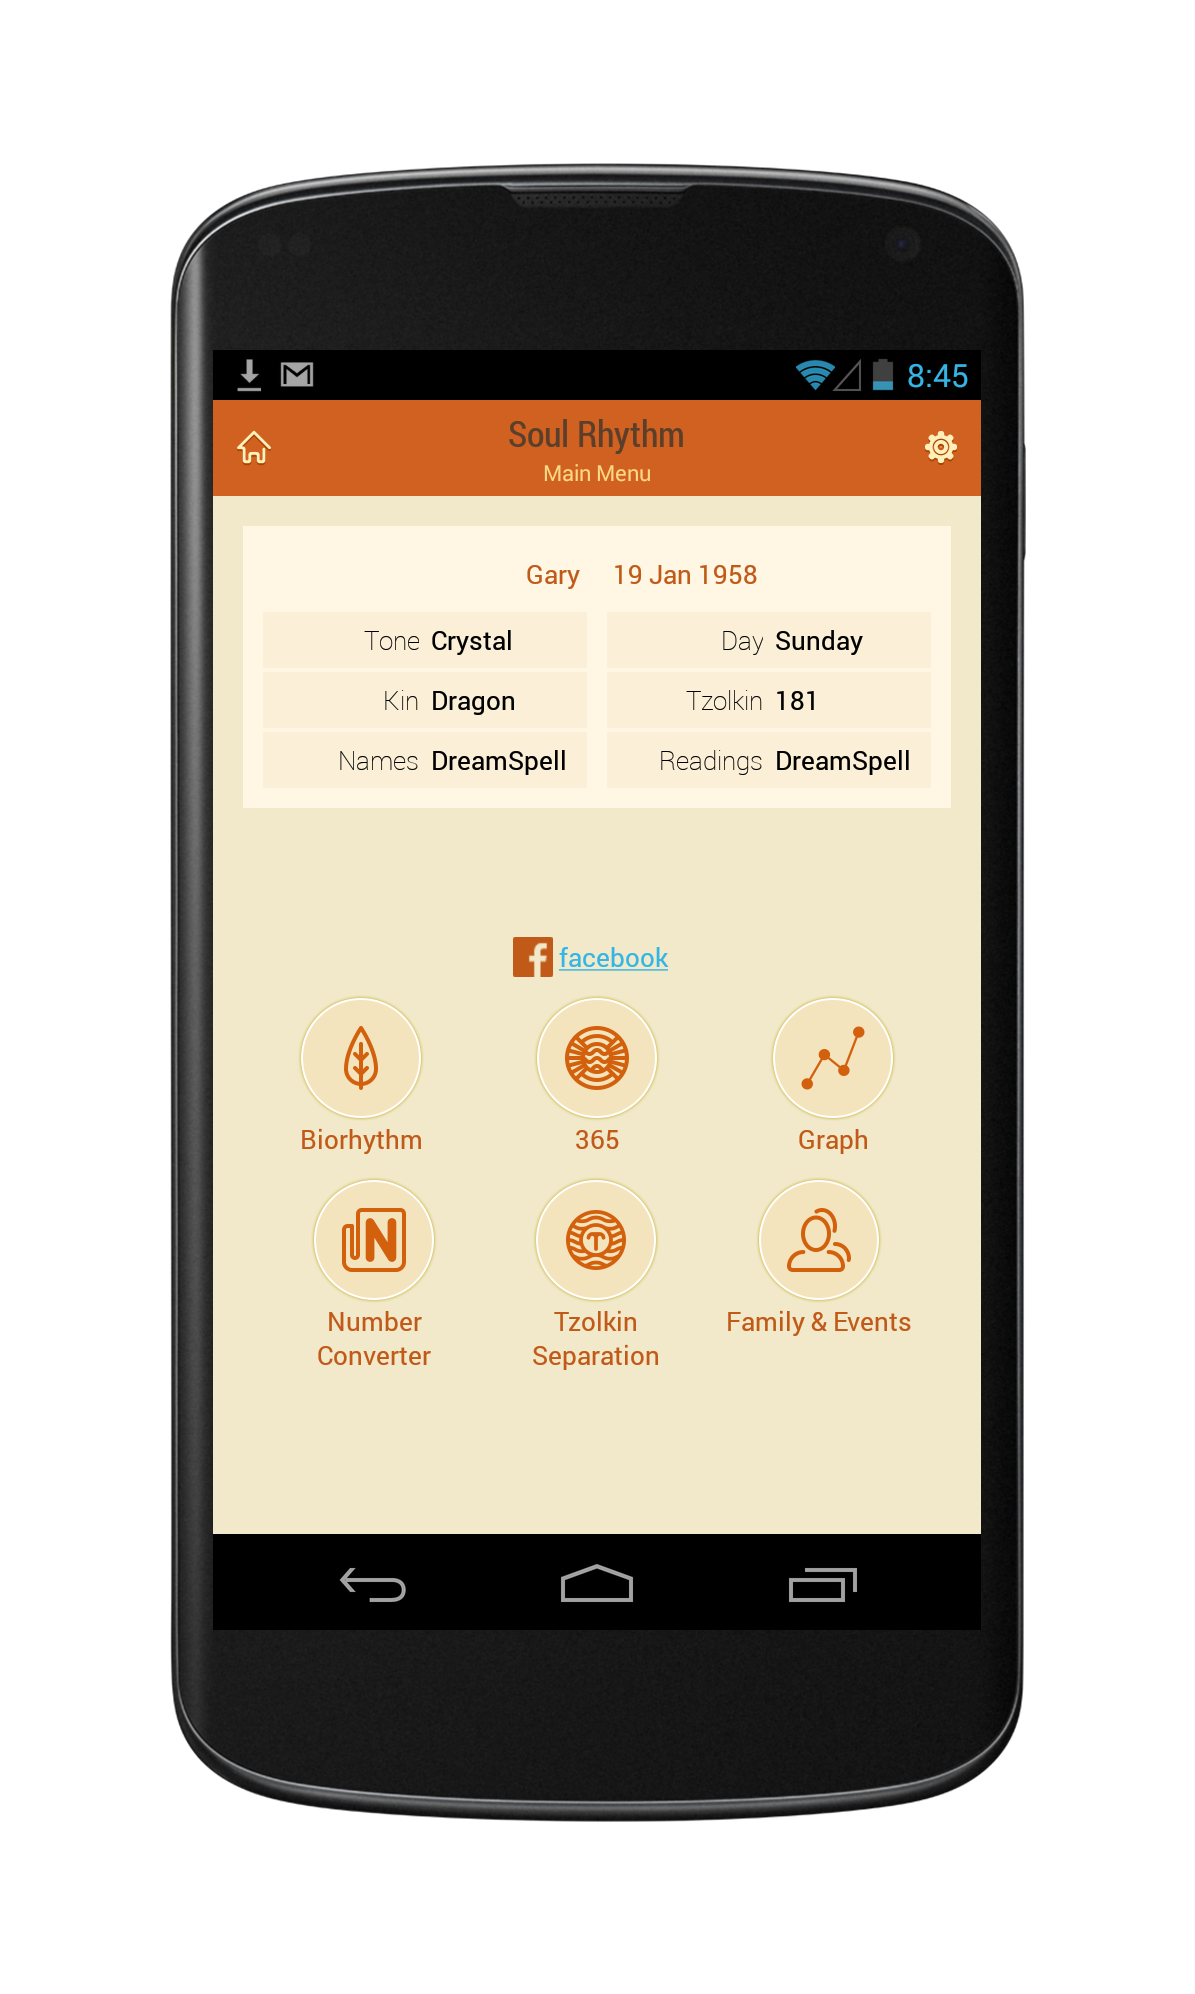 8:45
Soul Rhythm
Main Menu
Gary 19 Jan 1958
Tone Crystal Day Sunday
Kin Dragon Tzolkin 181
Names DreamSpell Readings DreamSpell
f facebook
Biorhythm 365 Graph
N T
Number Tzolkin Family & Events
Converter Separation